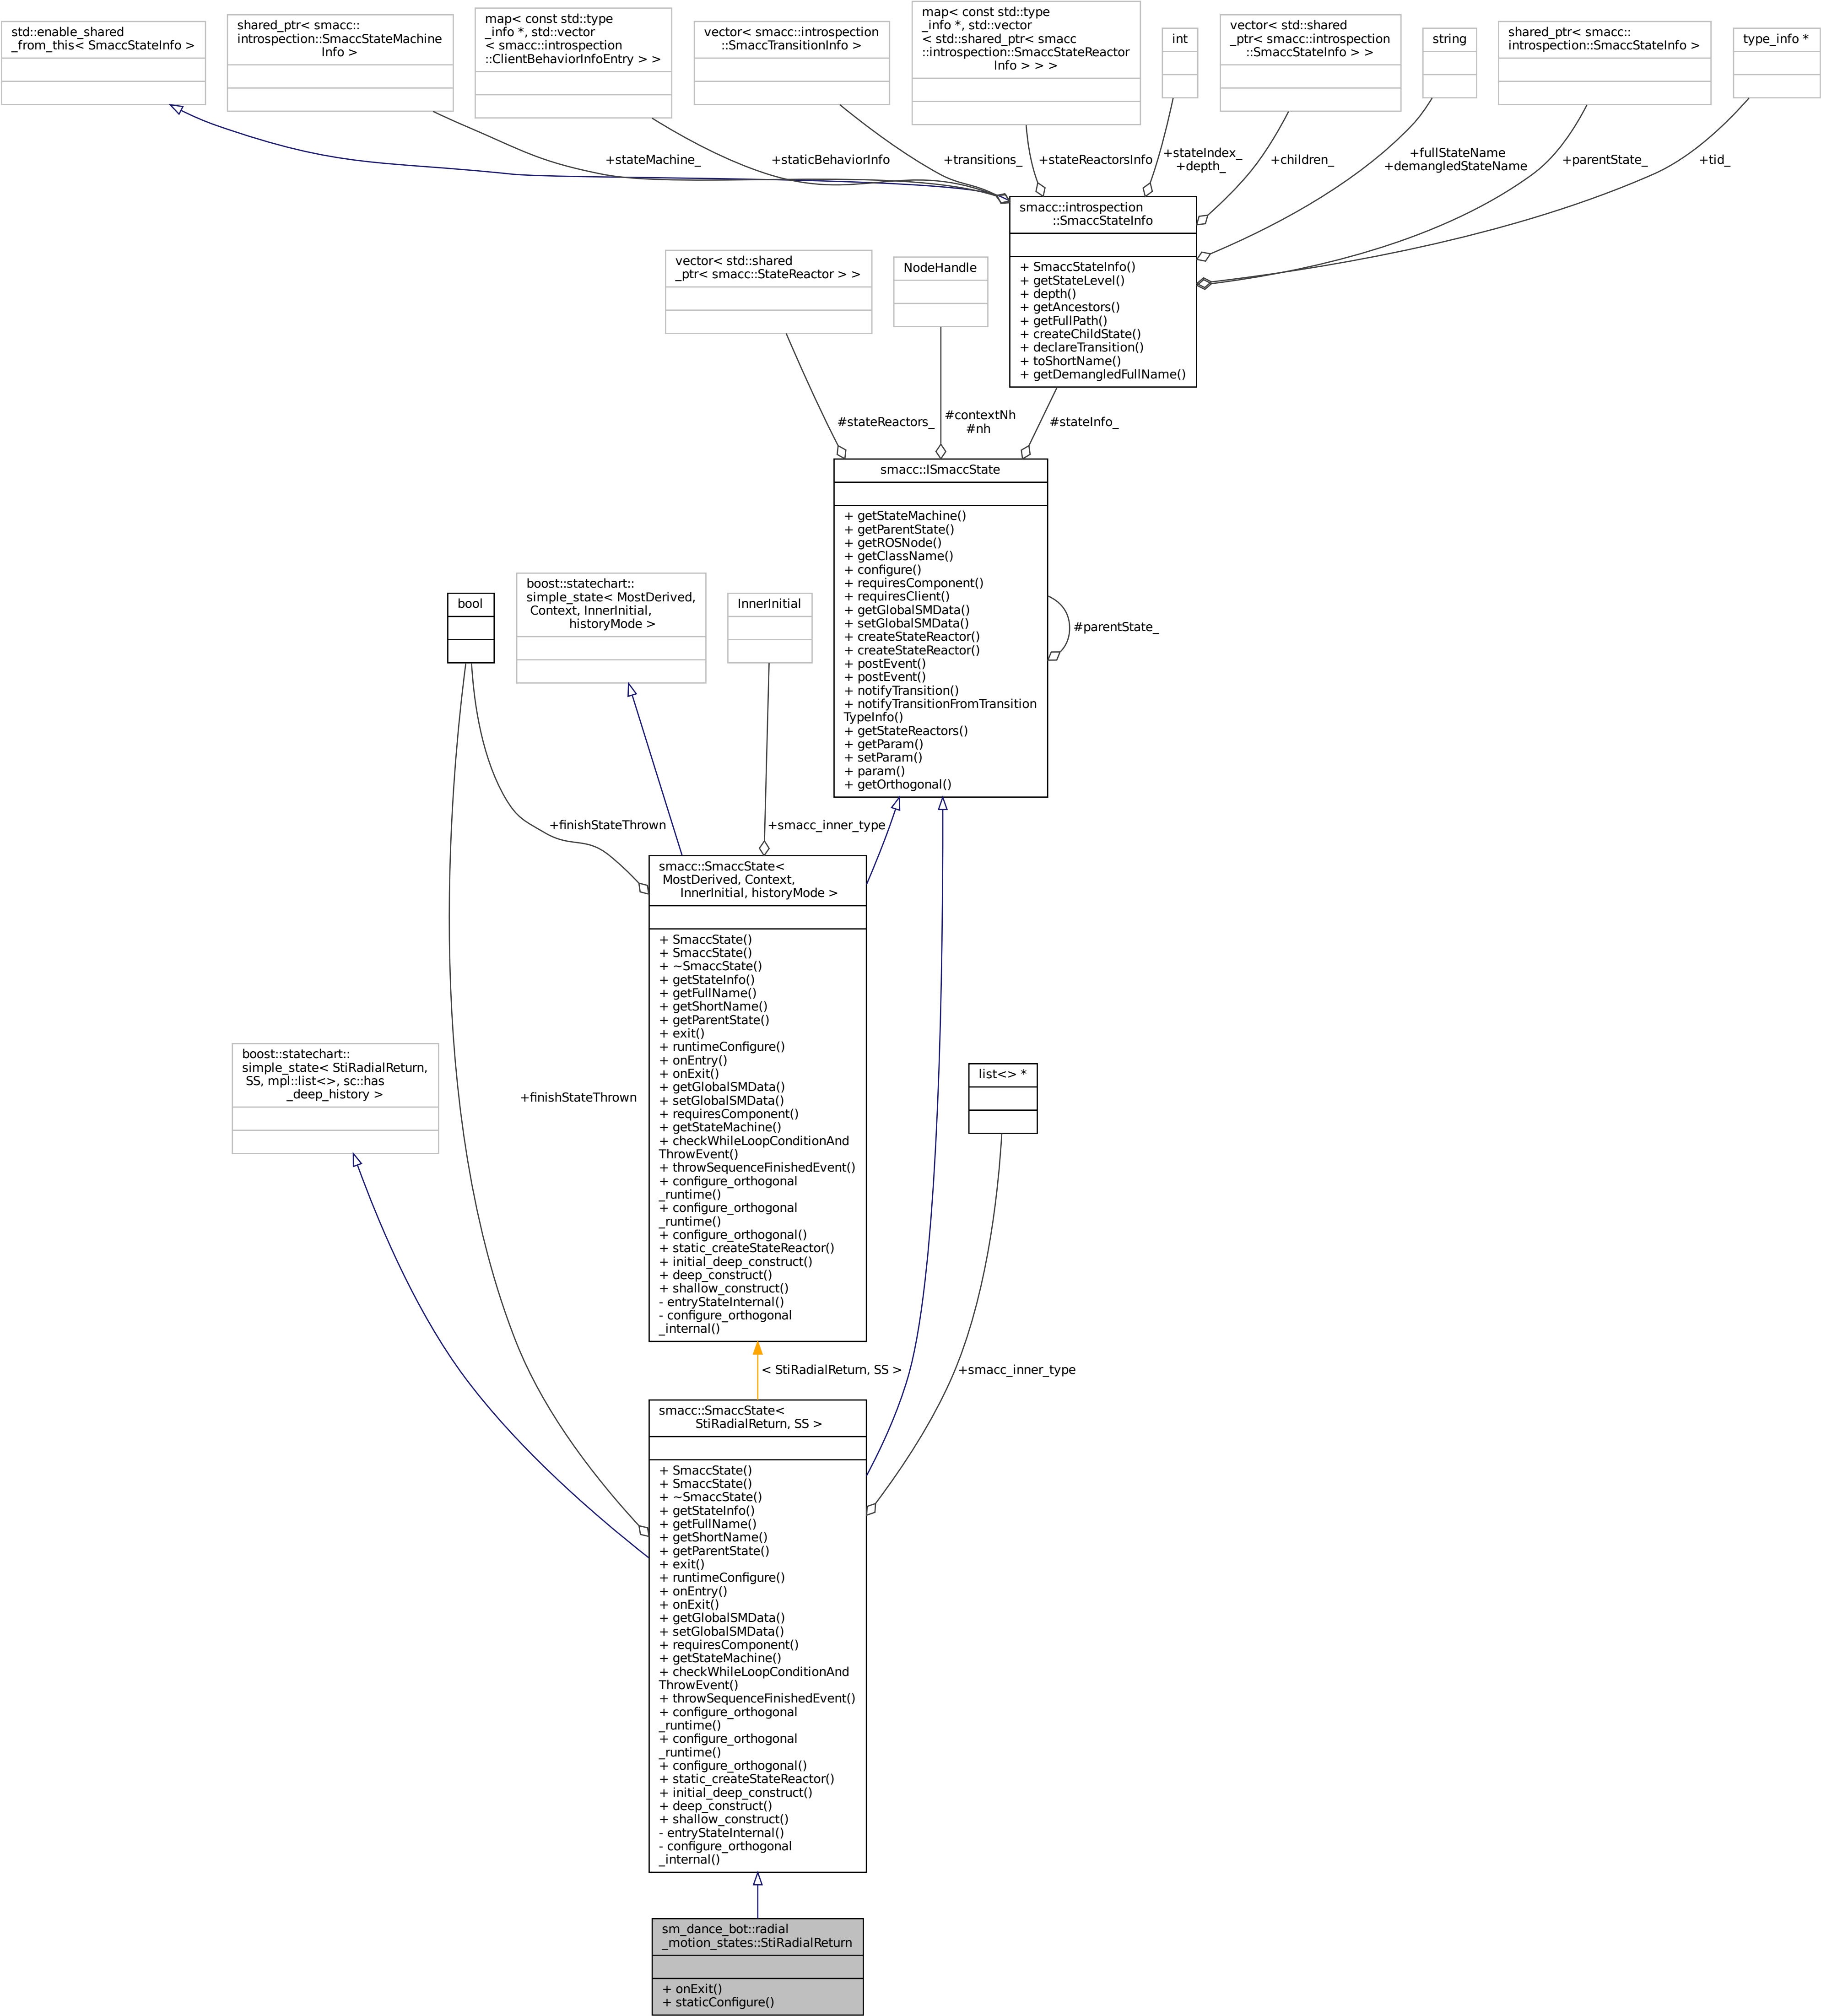 std::enable_shared
_from_this< SmaccStateInfo >
shared_ptr< smacc::
introspection::SmaccStateMachine
Info >
map< const std::type
_info *, std::vector
< smacc::introspection
::ClientBehaviorInfoEntry > >
vector< smacc::introspection
::SmaccTransitionInfo >
map< const std::type
_info *, std::vector
< std::shared_ptr< smacc
::introspection::SmaccStateReactor
Info > > >
int
vector< std::shared
_ptr< smacc::introspection
::SmaccStateInfo > >
string
shared_ptr< smacc::
introspection::SmaccStateInfo >
type_info *
+stateMachine_
+staticBehaviorInfo
+transitions_
+stateReactorsInfo
+stateIndex_
+depth_
+children_
+fullStateName
+demangledStateName
+parentState_
+tid_
smacc::introspection
::SmaccStateInfo
+ SmaccStateInfo()
+ getStateLevel()
+ depth()
+ getAncestors()
+ getFullPath()
+ createChildState()
+ declareTransition()
+ toShortName()
+ getDemangledFullName()
vector< std::shared
_ptr< smacc::StateReactor > >
NodeHandle
#stateReactors_
#contextNh
#nh
#stateInfo_
smacc::ISmaccState
+ getStateMachine()
+ getParentState()
+ getROSNode()
+ getClassName()
+ configure()
+ requiresComponent()
+ requiresClient()
+ getGlobalSMData()
+ setGlobalSMData()
+ createStateReactor()
+ createStateReactor()
+ postEvent()
+ postEvent()
+ notifyTransition()
+ notifyTransitionFromTransition
TypeInfo()
+ getStateReactors()
+ getParam()
+ setParam()
+ param()
+ getOrthogonal()
#parentState_
bool
boost::statechart::
simple_state< MostDerived,
Context, InnerInitial,
historyMode >
InnerInitial
+finishStateThrown
+smacc_inner_type
smacc::SmaccState<
MostDerived, Context,
InnerInitial, historyMode >
+ SmaccState()
+ SmaccState()
+ ~SmaccState()
+ getStateInfo()
+ getFullName()
+ getShortName()
+ getParentState()
+ exit()
+ runtimeConfigure()
+ onEntry()
+ onExit()
+ getGlobalSMData()
+ setGlobalSMData()
+ requiresComponent()
+ getStateMachine()
+ checkWhileLoopConditionAnd
ThrowEvent()
+ throwSequenceFinishedEvent()
+ configure_orthogonal
_runtime()
+ configure_orthogonal
_runtime()
+ configure_orthogonal()
+ static_createStateReactor()
+ initial_deep_construct()
+ deep_construct()
+ shallow_construct()
- entryStateInternal()
- configure_orthogonal
_internal()
boost::statechart::
simple_state< StiRadialReturn,
SS, mpl::list<>, sc::has
_deep_history >
+finishStateThrown
list<> *
< StiRadialReturn, SS >
+smacc_inner_type
smacc::SmaccState<
StiRadialReturn, SS >
+ SmaccState()
+ SmaccState()
+ ~SmaccState()
+ getStateInfo()
+ getFullName()
+ getShortName()
+ getParentState()
+ exit()
+ runtimeConfigure()
+ onEntry()
+ onExit()
+ getGlobalSMData()
+ setGlobalSMData()
+ requiresComponent()
+ getStateMachine()
+ checkWhileLoopConditionAnd
ThrowEvent()
+ throwSequenceFinishedEvent()
+ configure_orthogonal
_runtime()
+ configure_orthogonal
_runtime()
+ configure_orthogonal()
+ static_createStateReactor()
+ initial_deep_construct()
+ deep_construct()
+ shallow_construct()
- entryStateInternal()
- configure_orthogonal
_internal()
sm_dance_bot::radial
_motion_states::StiRadialReturn
+ onExit()
+ staticConfigure()